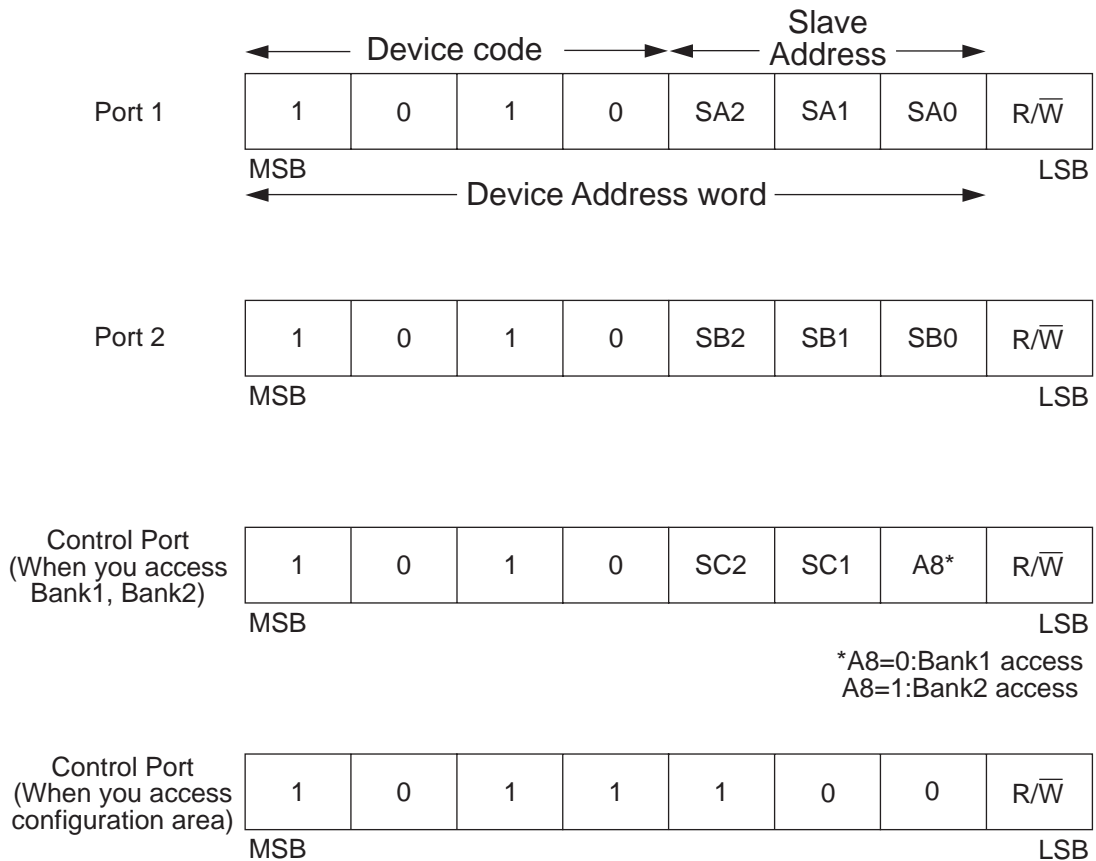 Device code Slave Address
Port 1 1 0 1 0 SA2 SA1 SA0 R/W̅
MSB LSB
Device Address word
Port 2 1 0 1 0 SB2 SB1 SB0 R/W̅
MSB LSB
Control Port
(When you access
Bank1, Bank2)
1 0 1 0 SC2 SC1 A8* R/W̅
MSB LSB
*A8=0:Bank1 access
A8=1:Bank2 access
Control Port
(When you access
configuration area)
1 0 1 1 1 0 0 R/W̅
MSB LSB